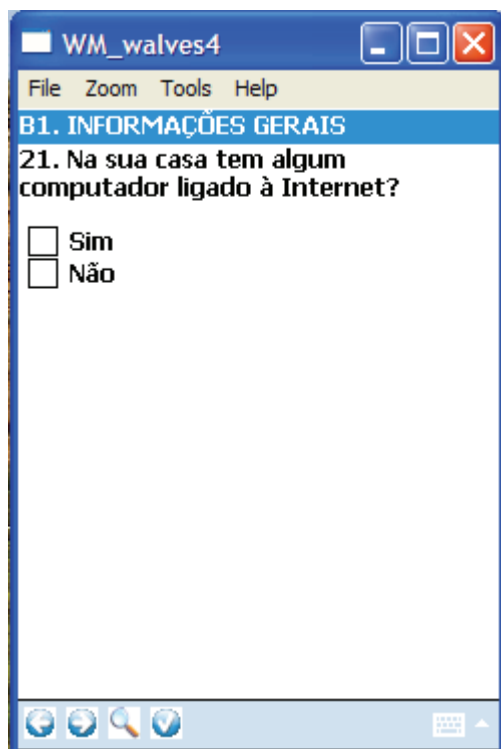 WM_walves4
File Zoom Tools Help
B1. INFORMAÇÕES GERAIS
21. Na sua casa tem algum
computador ligado à Internet?
Sim
Não